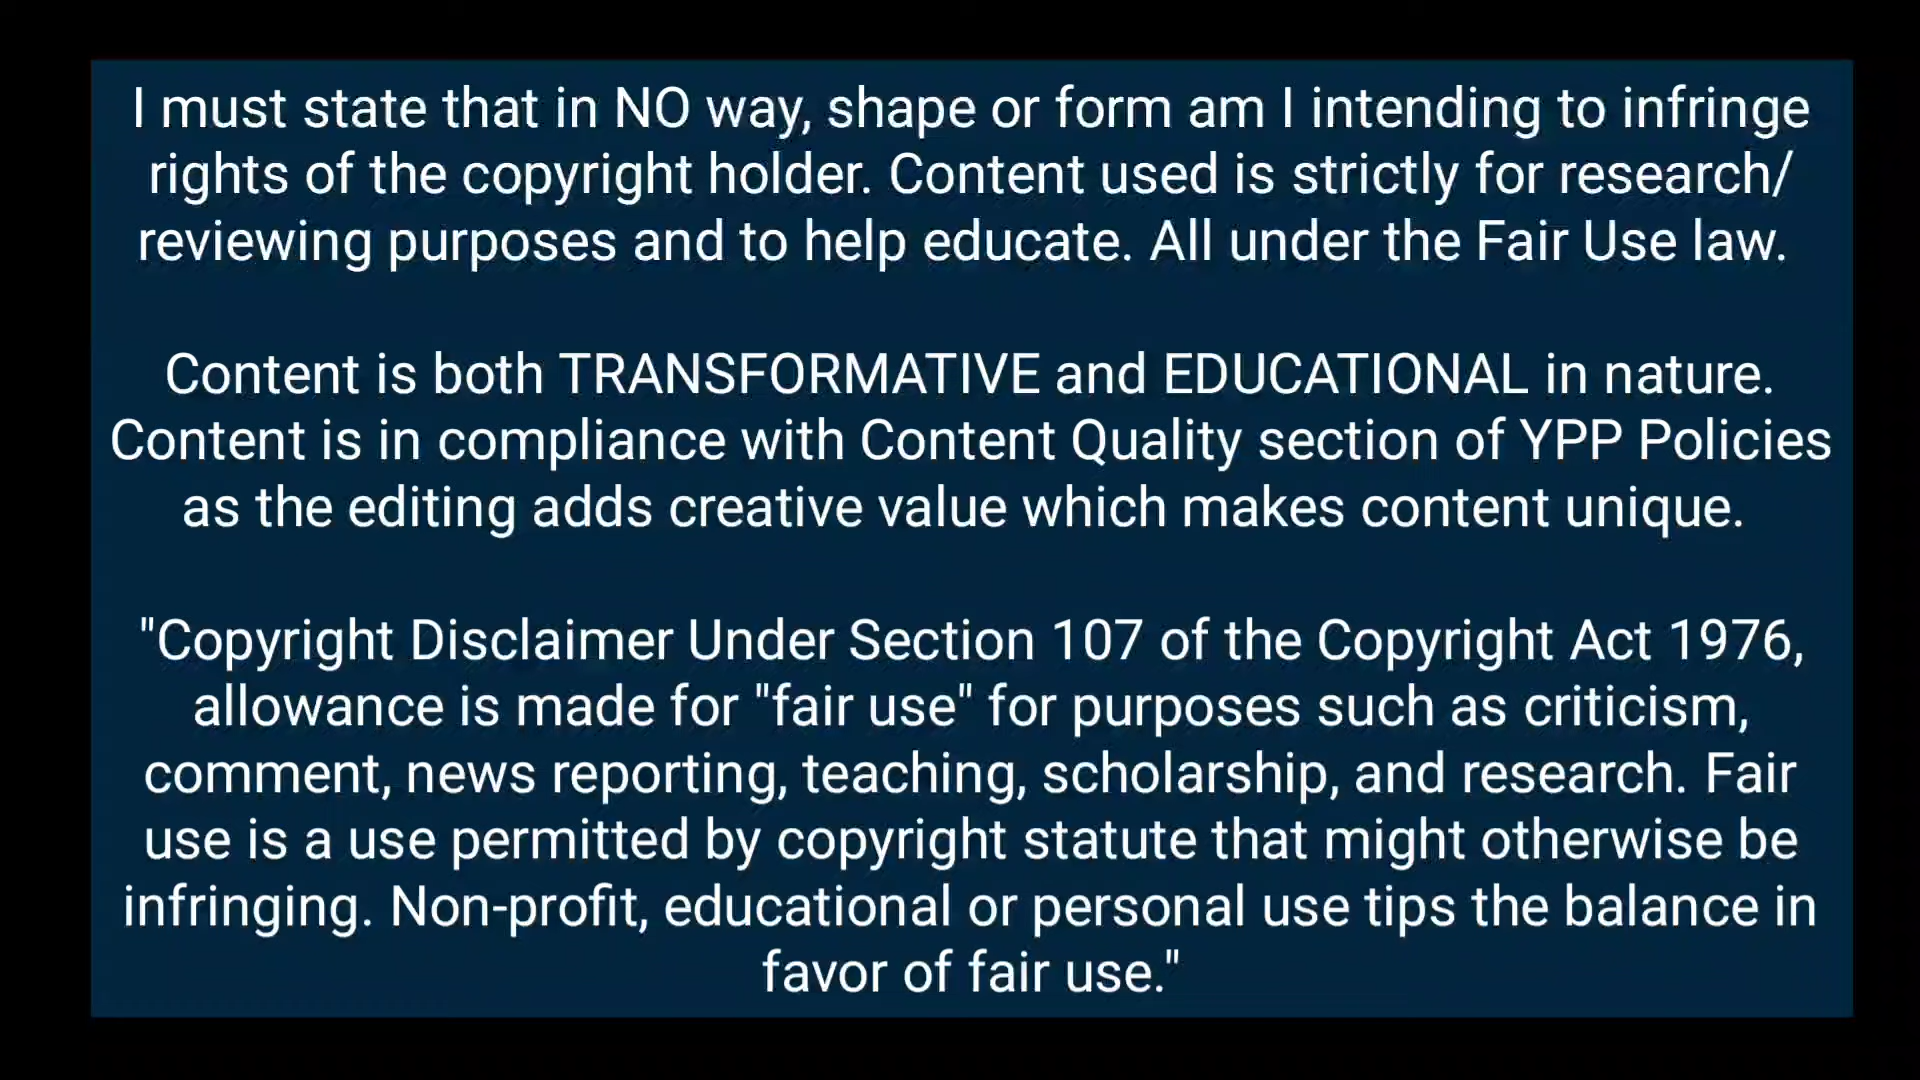 I must state that in NO way, shape or form am I intending to infringe
rights of the copyright holder. Content used is strictly for research/
reviewing purposes and to help educate. All under the Fair Use law.
Content is both TRANSFORMATIVE and EDUCATIONAL in nature.
Content is in compliance with Content Quality section of YPP Policies
as the editing adds creative value which makes content unique.
"Copyright Disclaimer Under Section 107 of the Copyright Act 1976,
allowance is made for "fair use" for purposes such as criticism,
comment, news reporting, teaching, scholarship, and research. Fair
use is a use permitted by copyright statute that might otherwise be
infringing. Non-profit, educational or personal use tips the balance in
favor of fair use."